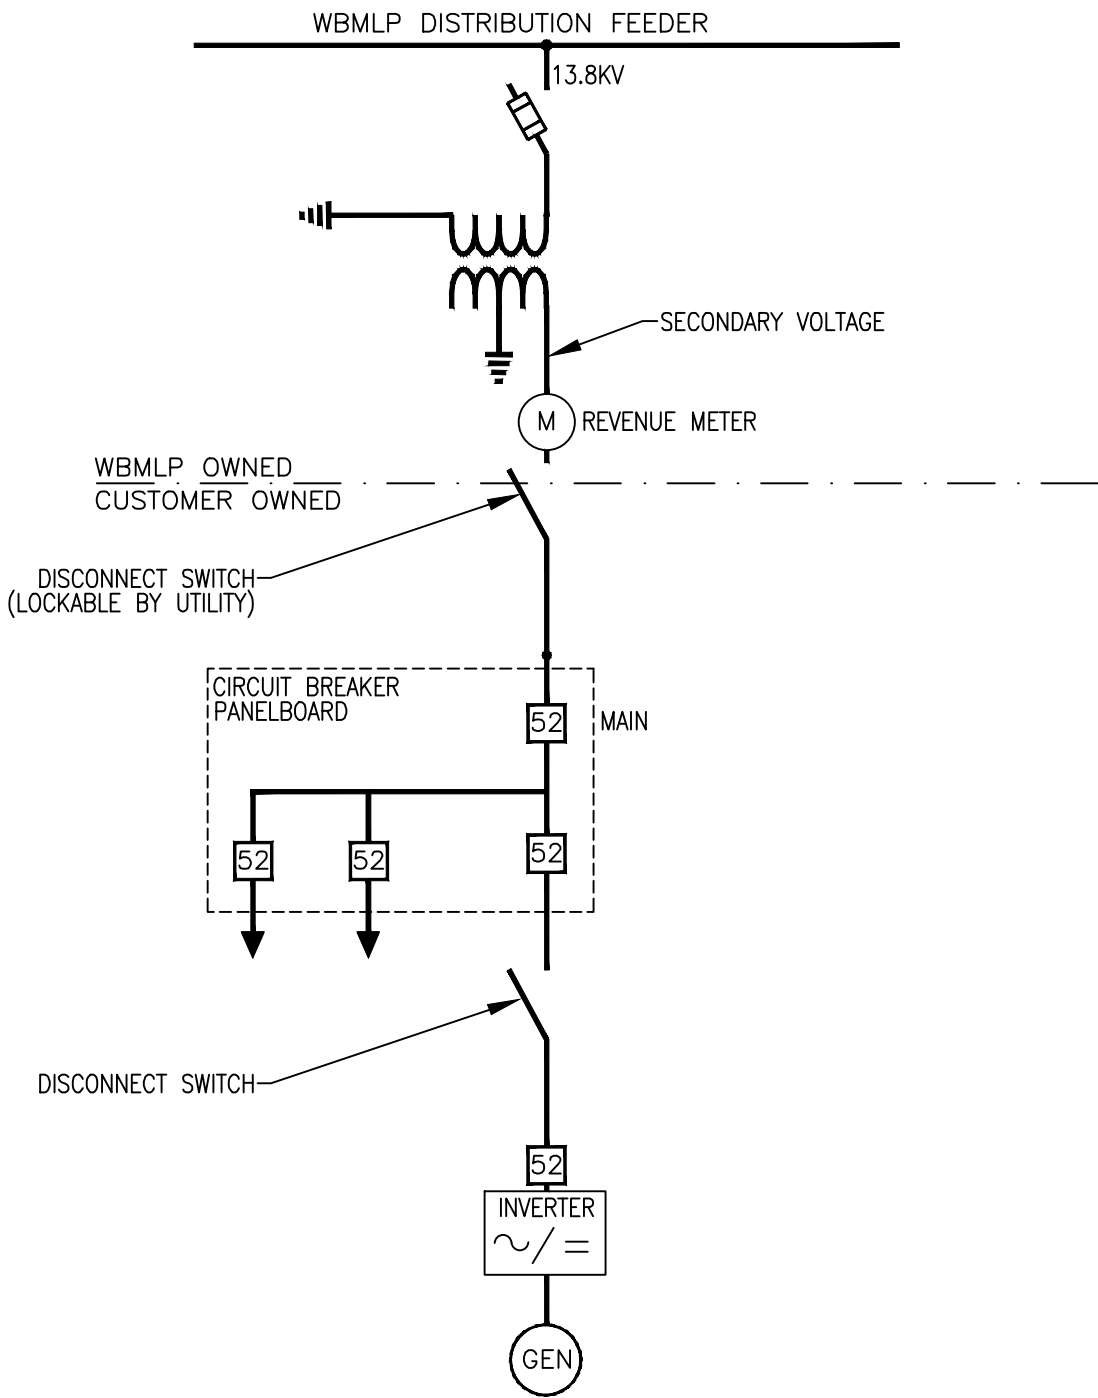 WBMLP DISTRIBUTION FEEDER
13.8KV
SECONDARY VOLTAGE
M
REVENUE METER
WBMLP OWNED
CUSTOMER OWNED
DISCONNECT SWITCH
(LOCKABLE BY UTILITY)
CIRCUIT BREAKER
PANELBOARD
52
MAIN
52
52
52
DISCONNECT SWITCH
52
INVERTER
GEN